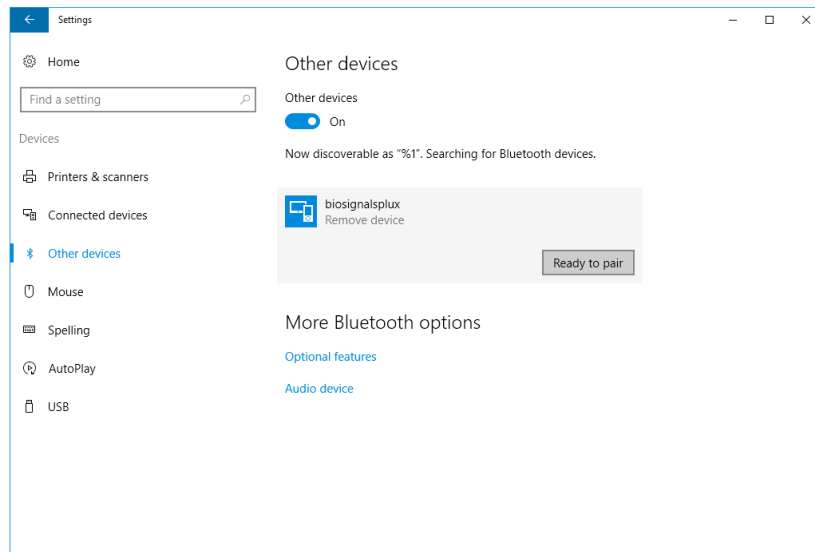 Settings
Home
Find a setting
Devices
Printers & scanners
Connected devices
Other devices
Mouse
Spelling
AutoPlay
USB
Other devices
Other devices
On
Now discoverable as “%1”. Searching for Bluetooth devices.
biosignalsplux
Remove device
Ready to pair
More Bluetooth options
Optional features
Audio device